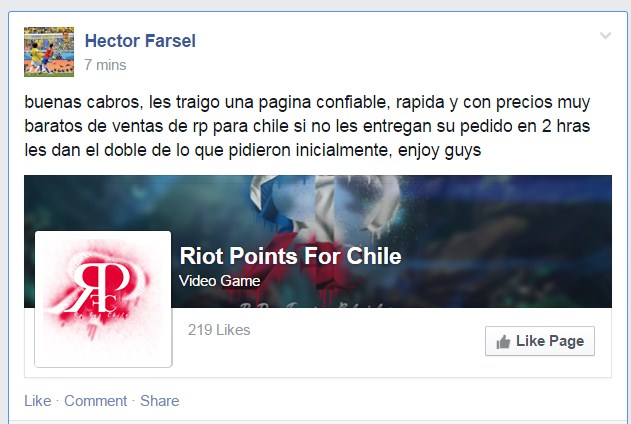 Hector Farsel
7 mins
buenas cabros, les traigo una pagina confiable, rapida y con precios muy
baratos de ventas de rp para chile si no les entregan su pedido en 2 hras
les dan el doble de lo que pidieron inicialmente, enjoy guys
RP
FC
Riot Points For Chile
Video Game
219 Likes
Like Page
Like · Comment · Share